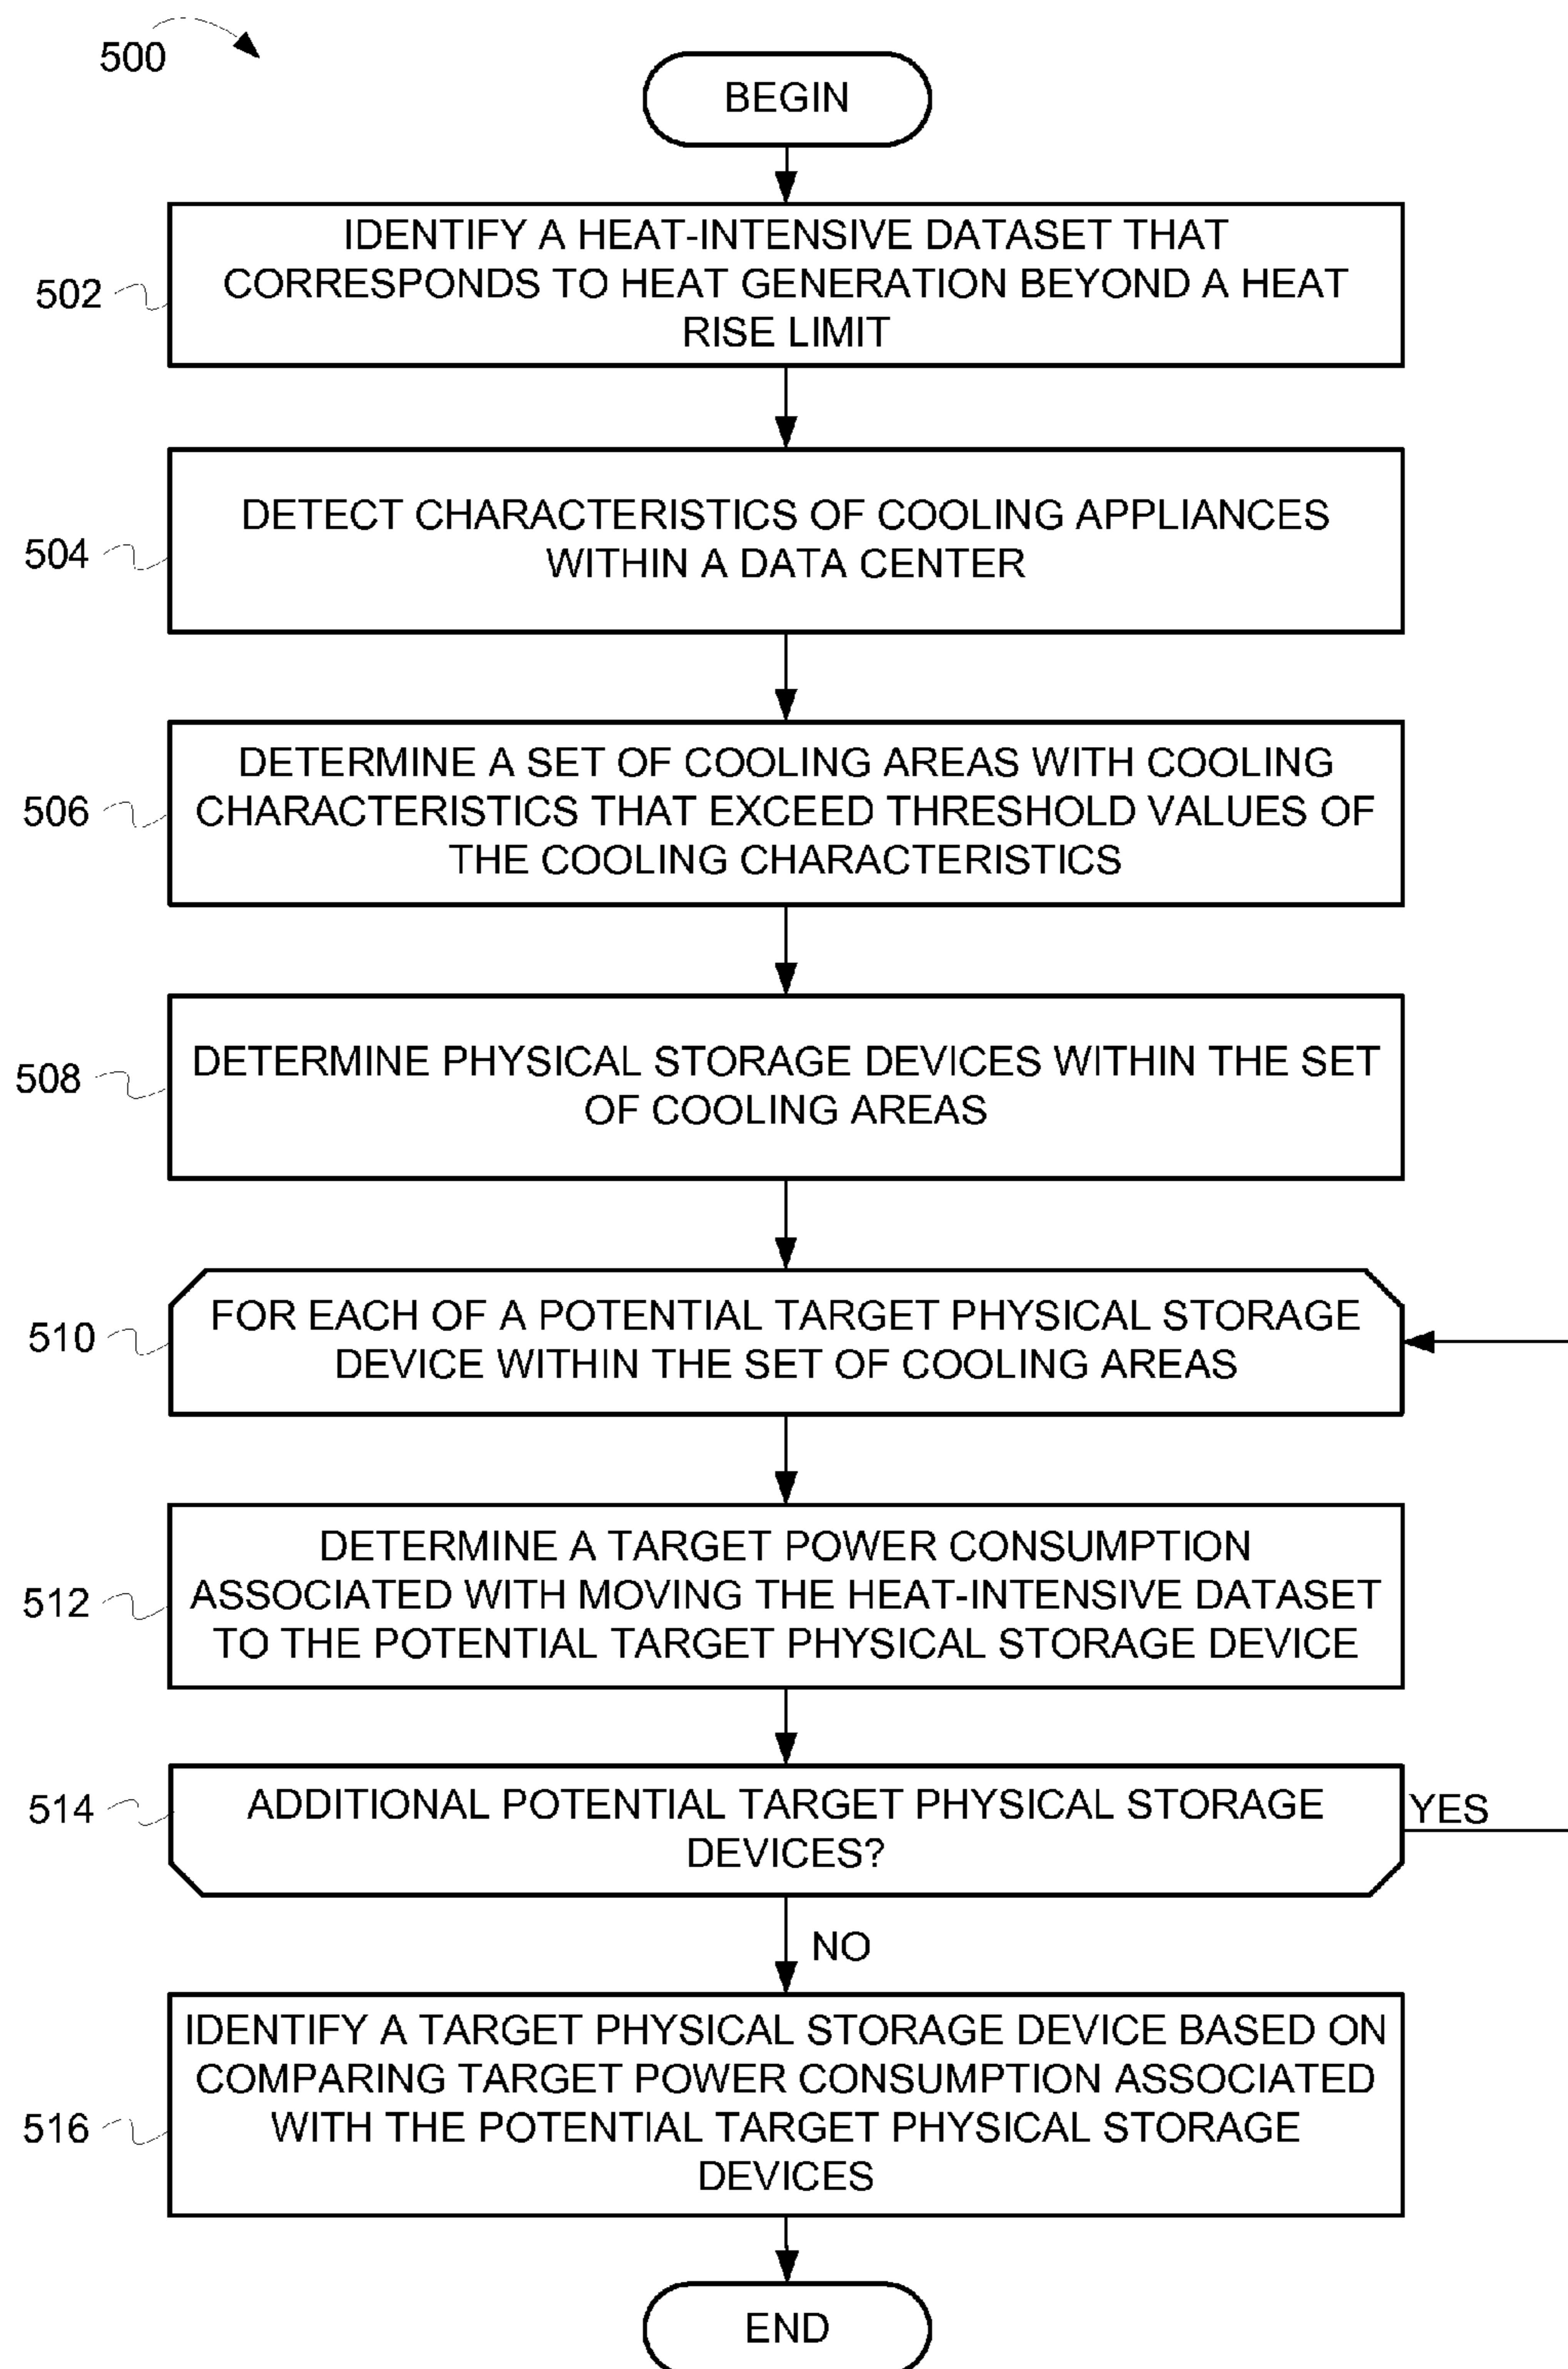 500
BEGIN
502
IDENTIFY A HEAT-INTENSIVE DATASET THAT
CORRESPONDS TO HEAT GENERATION BEYOND A HEAT
RISE LIMIT
504
DETECT CHARACTERISTICS OF COOLING APPLIANCES
WITHIN A DATA CENTER
506
DETERMINE A SET OF COOLING AREAS WITH COOLING
CHARACTERISTICS THAT EXCEED THRESHOLD VALUES OF
THE COOLING CHARACTERISTICS
508
DETERMINE PHYSICAL STORAGE DEVICES WITHIN THE SET
OF COOLING AREAS
510
FOR EACH OF A POTENTIAL TARGET PHYSICAL STORAGE
DEVICE WITHIN THE SET OF COOLING AREAS
512
DETERMINE A TARGET POWER CONSUMPTION
ASSOCIATED WITH MOVING THE HEAT-INTENSIVE DATASET
TO THE POTENTIAL TARGET PHYSICAL STORAGE DEVICE
514
ADDITIONAL POTENTIAL TARGET PHYSICAL STORAGE
DEVICES?
YES
NO
516
IDENTIFY A TARGET PHYSICAL STORAGE DEVICE BASED ON
COMPARING TARGET POWER CONSUMPTION ASSOCIATED
WITH THE POTENTIAL TARGET PHYSICAL STORAGE
DEVICES
END